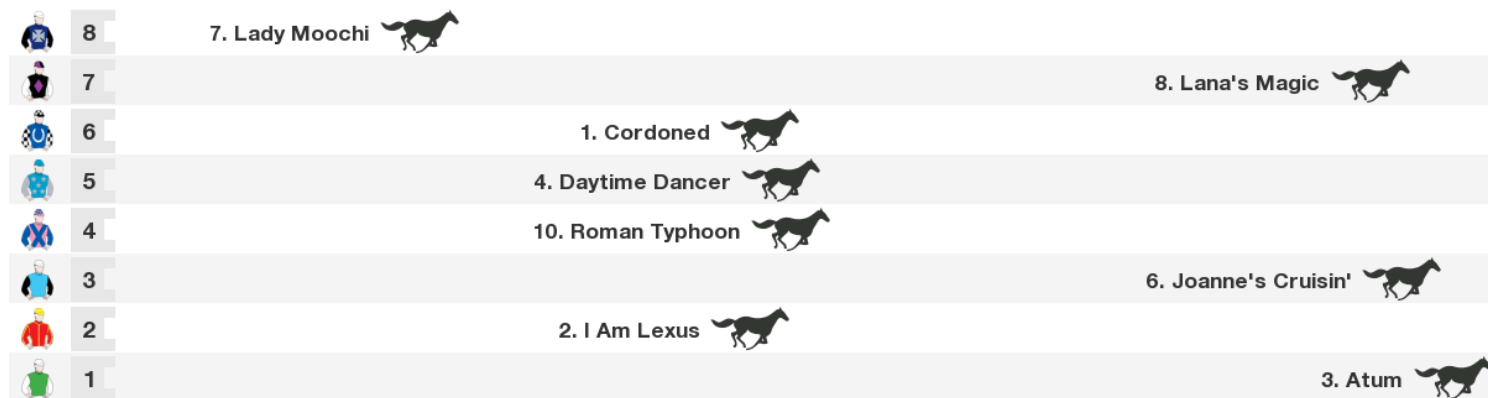 8 7. Lady Moochi
7 8. Lana's Magic
6 1. Cordoned
5 4. Daytime Dancer
4 10. Roman Typhoon
3 6. Joanne's Cruisin'
2 2. I Am Lexus
1 3. Atum